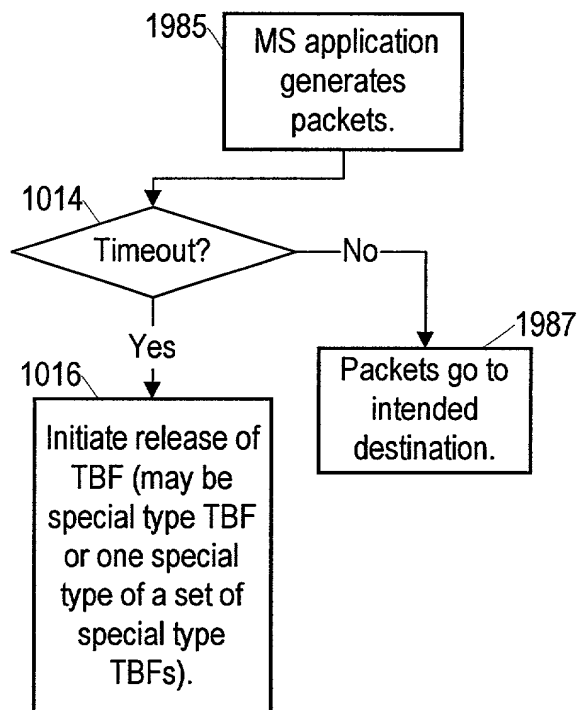 1985
MS application
generates
packets.
1014
Timeout?
No
Yes
1987
Packets go to
intended
destination.
1016
Initiate release of
TBF (may be
special type TBF
or one special
type of a set of
special type
TBFs).